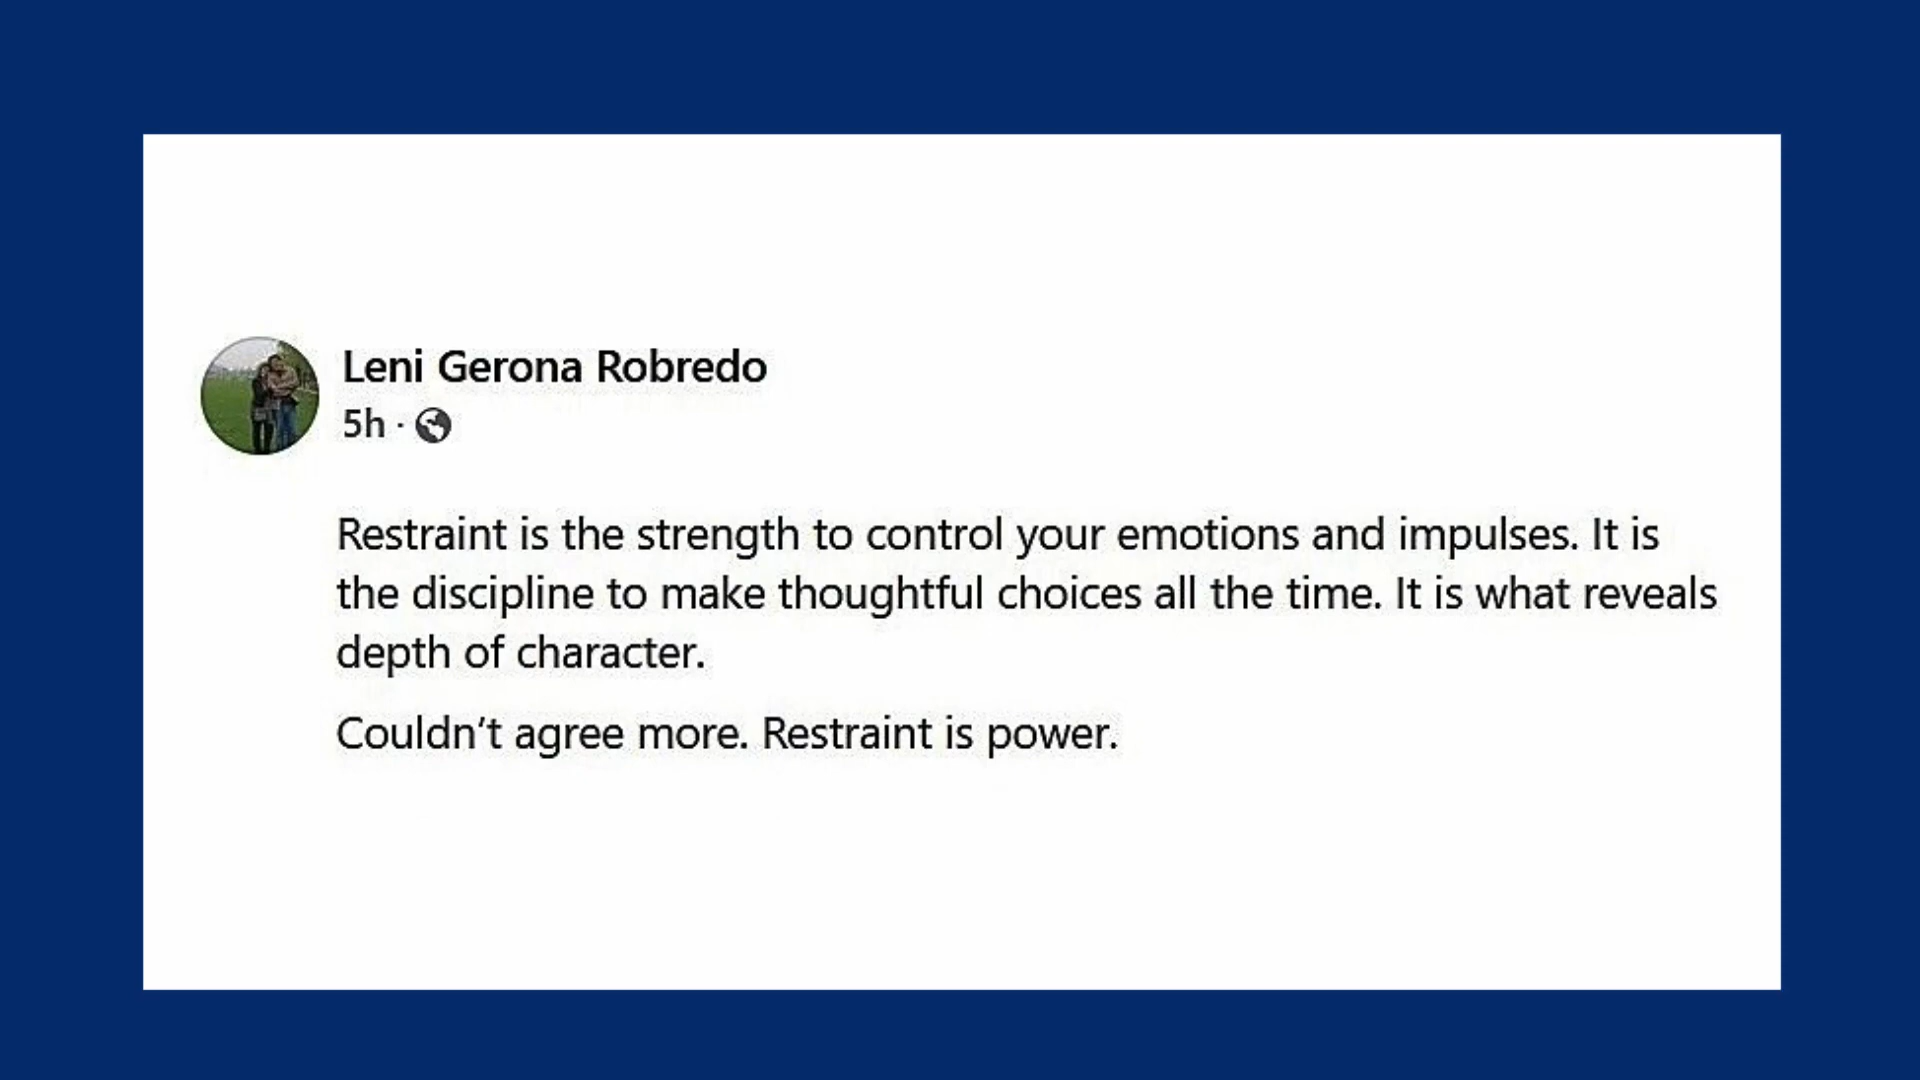 Leni Gerona Robredo
5h ·
Restraint is the strength to control your emotions and impulses. It is
the discipline to make thoughtful choices all the time. It is what reveals
depth of character.
Couldn’t agree more. Restraint is power.